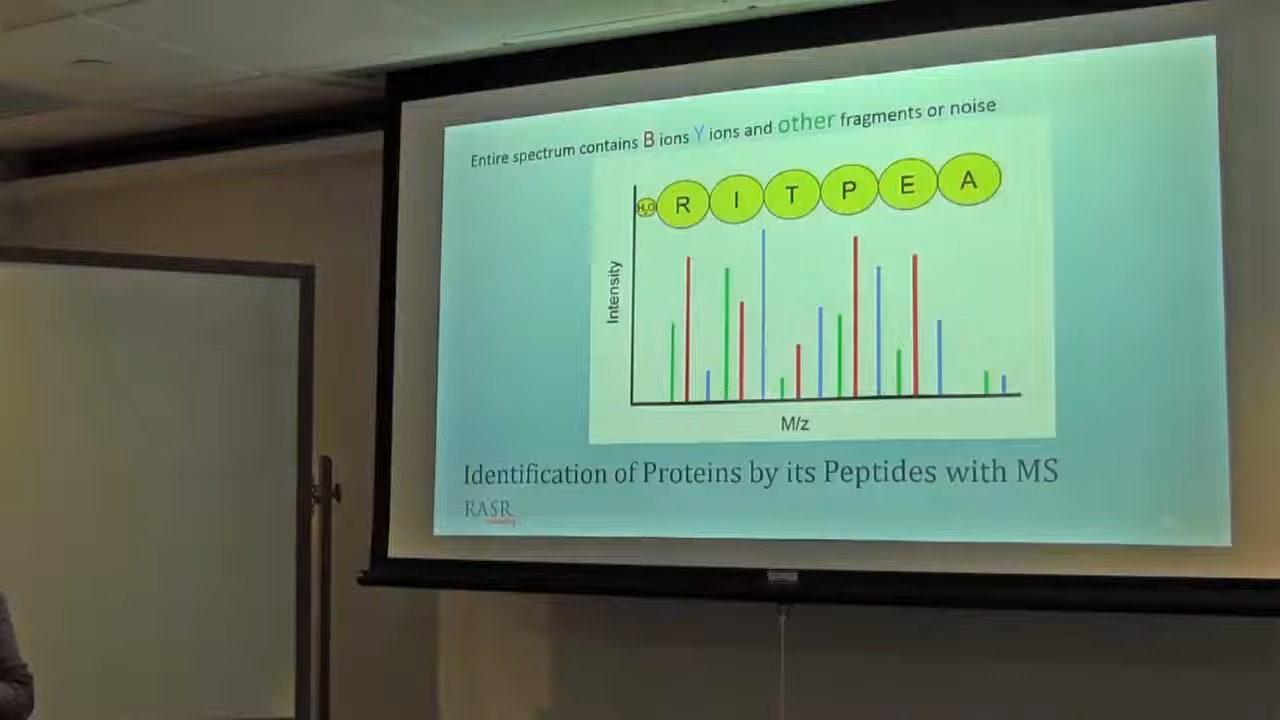 Entire spectrum contains B ions Y ions and other fragments or noise
H₂O R I T P E A
Intensity
M/z
Identification of Proteins by its Peptides with MS
RASR